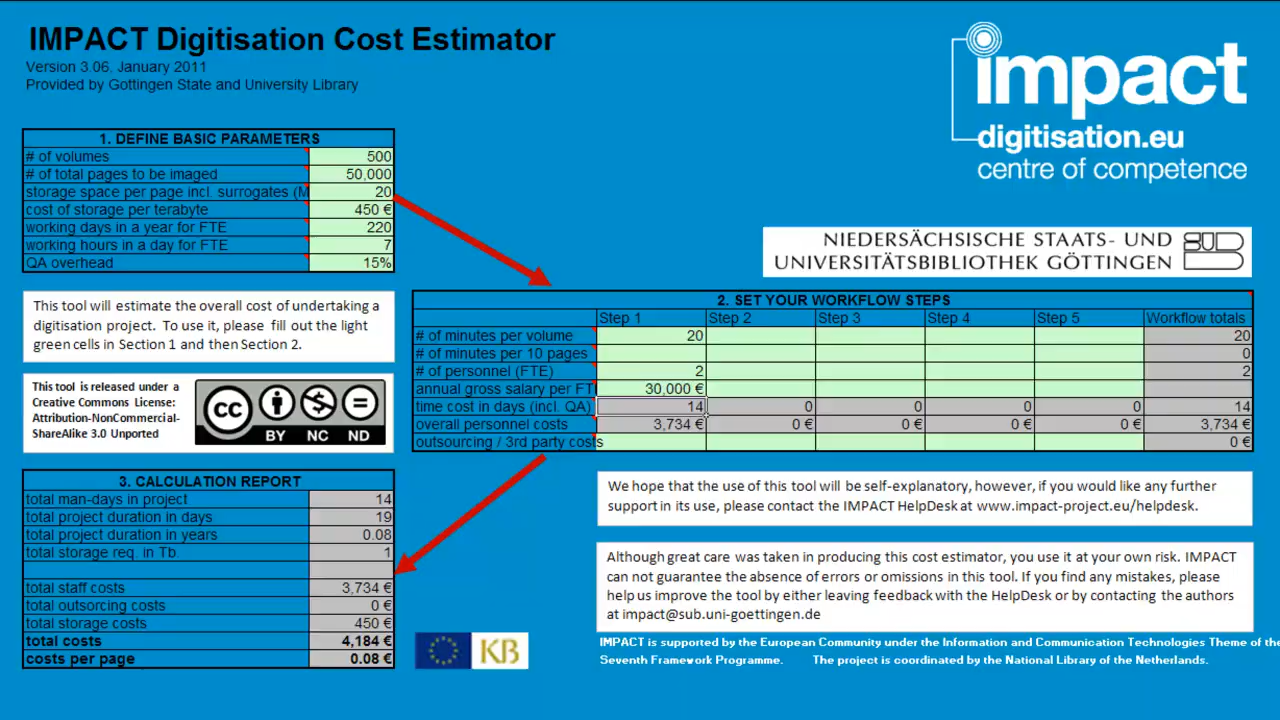 IMPACT Digitisation Cost Estimator
Version 3.06, January 2011
Provided by Gottingen State and University Library
impact
digitisation.eu
centre of competence
1. DEFINE BASIC PARAMETERS
# of volumes 500
# of total pages to be imaged 50,000
storage space per page incl. surrogates (M 20
cost of storage per terabyte 450 €
working days in a year for FTE 220
working hours in a day for FTE 7
QA overhead 15%
NIEDERSÄCHSISCHE STAATS- UND
UNIVERSITÄTSBIBLIOTHEK GÖTTINGEN
SUB
This tool will estimate the overall cost of undertaking a
digitisation project. To use it, please fill out the light
green cells in Section 1 and then Section 2.
This tool is released under a
Creative Commons License:
Attribution-NonCommercial-
ShareAlike 3.0 Unported
CC
BY NC ND
2. SET YOUR WORKFLOW STEPS
Step 1 Step 2 Step 3 Step 4 Step 5 Workflow totals
# of minutes per volume 20 20
# of minutes per 10 pages 0
# of personnel (FTE) 2 2
annual gross salary per FT 30,000 €
time cost in days (incl. QA) 14 0 0 0 0 14
overall personnel costs 3,734 € 0 € 0 € 0 € 0 € 3,734 €
outsourcing / 3rd party costs 0 €
3. CALCULATION REPORT
total man-days in project 14
total project duration in days 19
total project duration in years 0.08
total storage req. in Tb. 1
total staff costs 3,734 €
total outsorcing costs 0 €
total storage costs 450 €
total costs 4,184 €
costs per page 0.08 €
We hope that the use of this tool will be self-explanatory, however, if you would like any further
support in its use, please contact the IMPACT HelpDesk at www.impact-project.eu/helpdesk.
Although great care was taken in producing this cost estimator, you use it at your own risk. IMPACT
can not guarantee the absence of errors or omissions in this tool. If you find any mistakes, please
help us improve the tool by either leaving feedback with the HelpDesk or by contacting the authors
at impact@sub.uni-goettingen.de
KB
IMPACT is supported by the European Community under the Information and Communication Technologies Theme of the
Seventh Framework Programme. The project is coordinated by the National Library of the Netherlands.